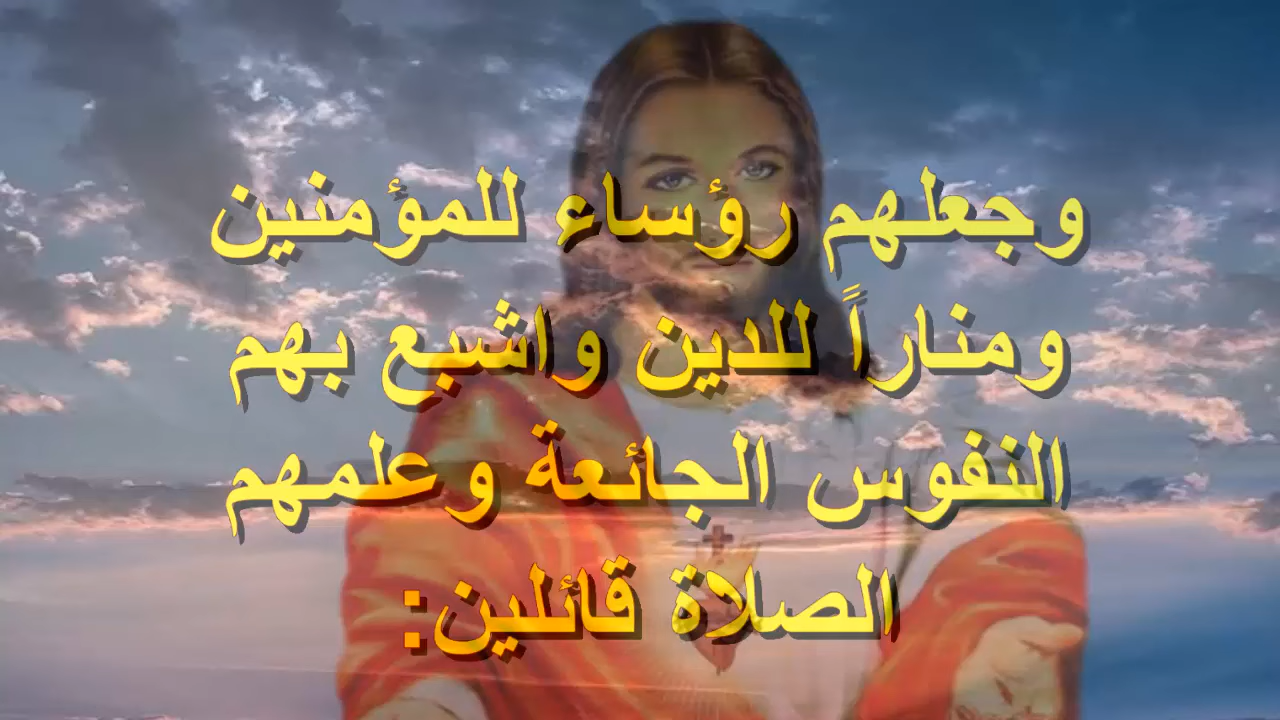 وجعلهم رؤساء للمؤمنين
ومناراً للدين واشبع بهم
النفوس الجائعة وعلمهم
الصلاة قائلين: